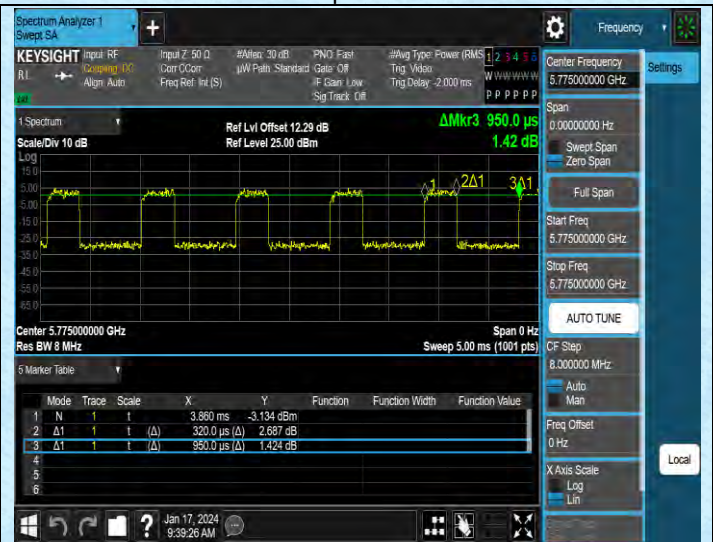 Spectrum Analyzer 1
Swept SA
+
Frequency
KEYSIGHT Input: RF
RL
Coupling: DC
Align: Auto
Input Z: 50 Ω
Corr CCorr
Freq Ref: Int (S)
#Atten: 30 dB
µW Path: Standard
PNO: Fast
Gate: Off
IF Gain: Low
Sig Track: Off
#Avg Type: Power (RMS
Trig: Video
Trig Delay: -2.000 ms
1 2 3 4 5 6
W W W W W W
P P P P P P
Center Frequency
5.775000000 GHz
Settings
Span
0.00000000 Hz
Swept Span
Zero Span
Full Span
Start Freq
5.775000000 GHz
Stop Freq
5.775000000 GHz
AUTO TUNE
CF Step
8.000000 MHz
Auto
Man
Freq Offset
0 Hz
X Axis Scale
Log
Lin
Local
1 Spectrum
Scale/Div 10 dB
Ref Lvl Offset 12.29 dB
Ref Level 25.00 dBm
ΔMkr3 950.0 µs
1.42 dB
Log
15.0
5.00
-5.00
-15.0
-25.0
-35.0
-45.0
-55.0
-65.0
1
2Δ1
3Δ1
Center 5.775000000 GHz
Res BW 8 MHz
Span 0 Hz
Sweep 5.00 ms (1001 pts)
5 Marker Table
Mode Trace Scale X Y Function Function Width Function Value
1 N 1 t 3.860 ms -3.134 dBm
2 Δ1 1 t (Δ) 320.0 µs (Δ) 2.687 dB
3 Δ1 1 t (Δ) 950.0 µs (Δ) 1.424 dB
4
5
6
?
Jan 17, 2024
9:39:26 AM